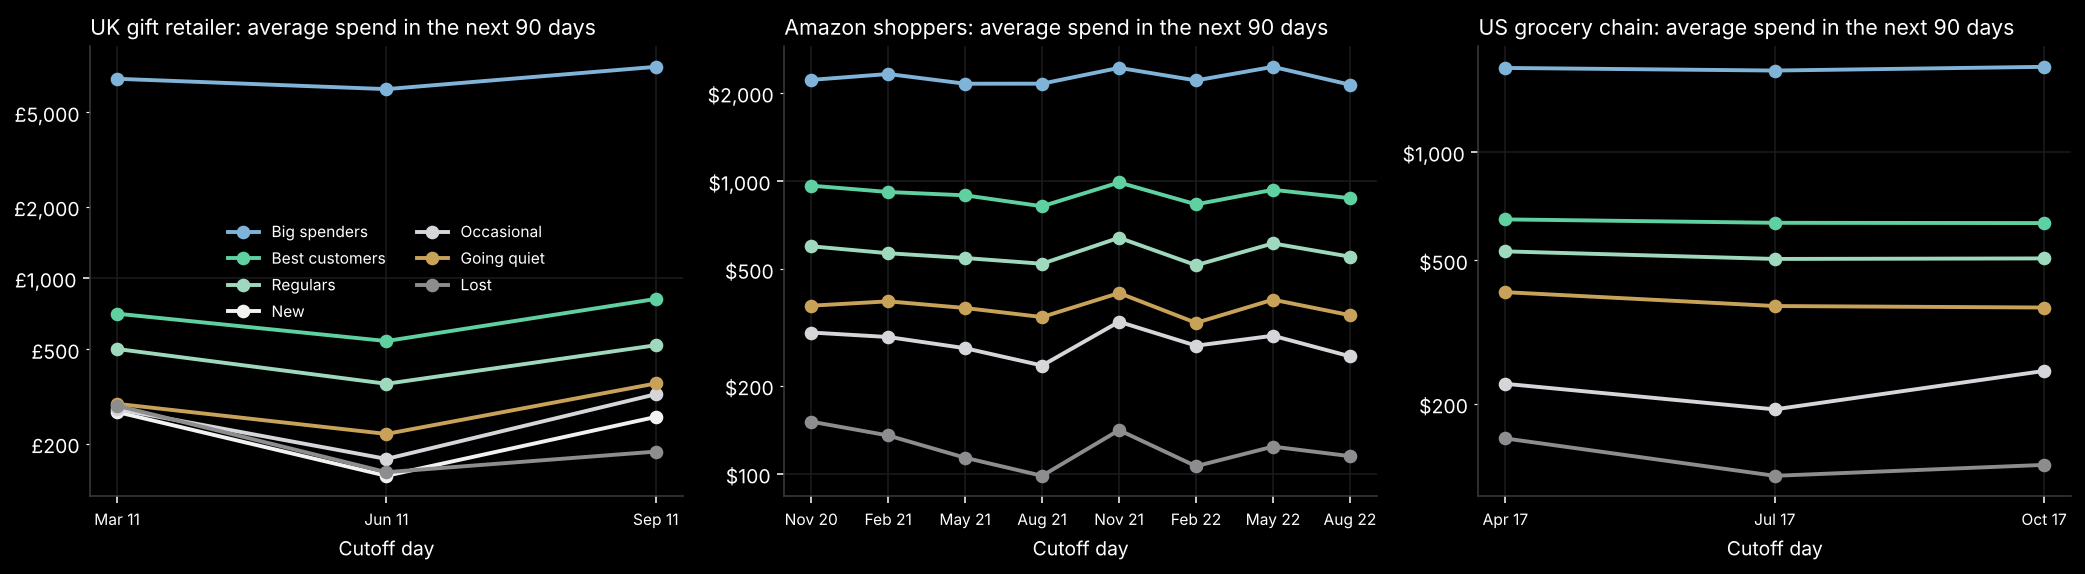 UK gift retailer: average spend in the next 90 days
£5,000
£2,000
£1,000
£500
£200
Big spenders
Best customers
Regulars
New
Occasional
Going quiet
Lost
Mar 11
Jun 11
Sep 11
Cutoff day
Amazon shoppers: average spend in the next 90 days
$2,000
$1,000
$500
$200
$100
Nov 20
Feb 21
May 21
Aug 21
Nov 21
Feb 22
May 22
Aug 22
Cutoff day
US grocery chain: average spend in the next 90 days
$1,000
$500
$200
Apr 17
Jul 17
Oct 17
Cutoff day